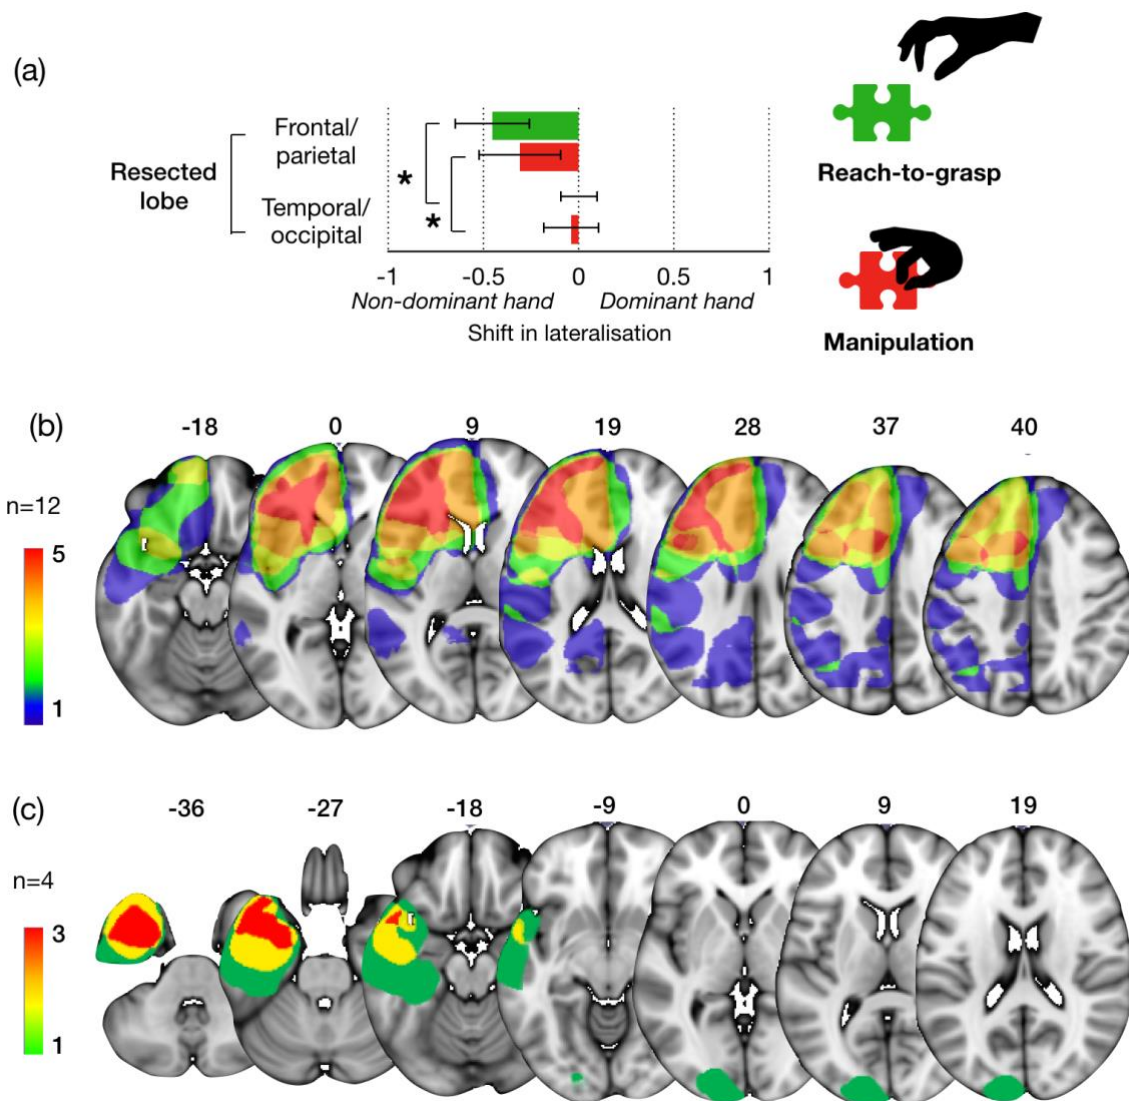 (a)
Resected
lobe
Frontal/
parietal
Temporal/
occipital
*
*
-1 -0.5 0 0.5 1
Non-dominant hand Dominant hand
Shift in lateralisation
Reach-to-grasp
Manipulation
(b)
-18 0 9 19 28 37 40
n=12
5
1
(c)
-36 -27 -18 -9 0 9 19
n=4
3
1